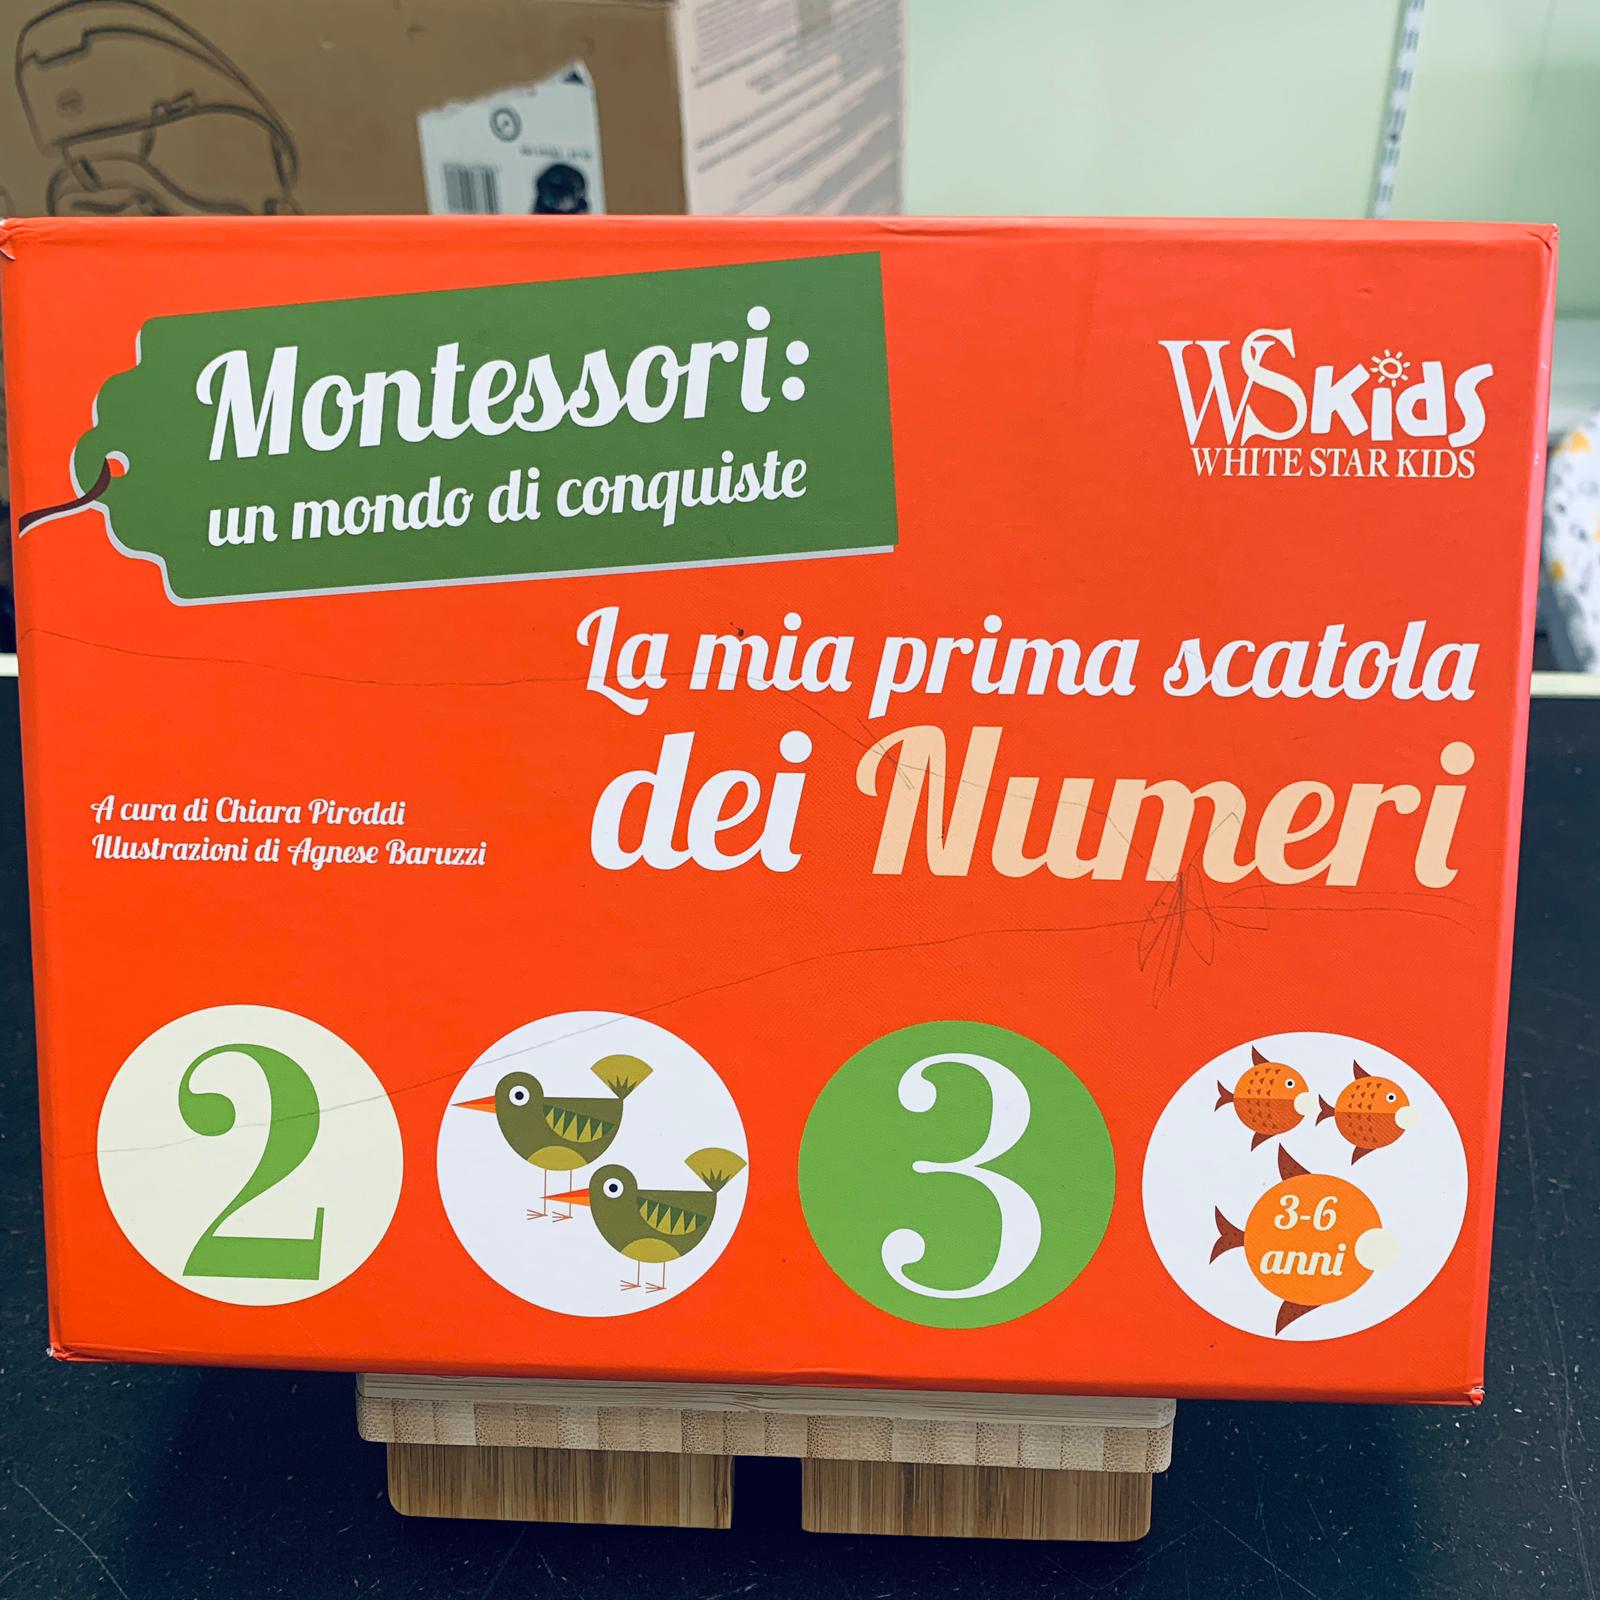 Montessori:
un mondo di conquiste
WSKids
WHITE STAR KIDS
La mia prima scatola
dei Numeri
A cura di Chiara Piroddi
Illustrazioni di Agnese Baruzzi
2
3
3-6
anni